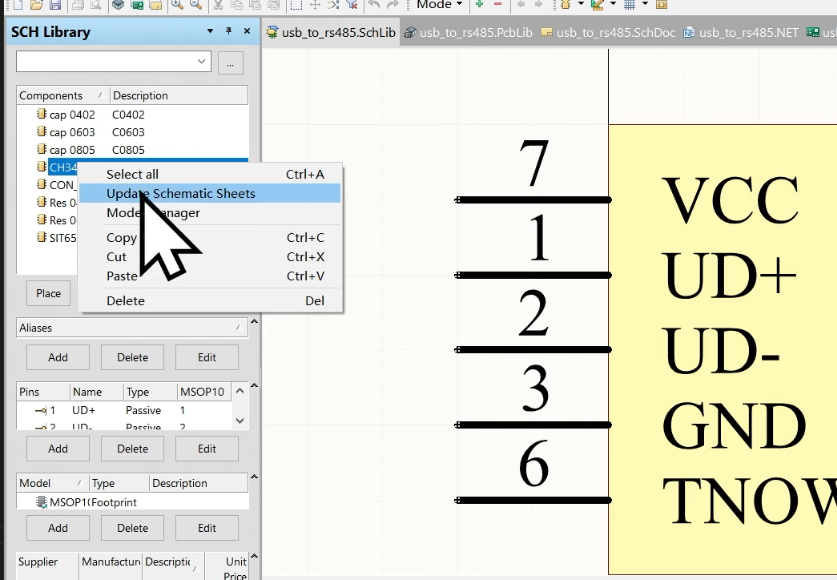 Mode
SCH Library
usb_to_rs485.SchLib
usb_to_rs485.PcbLib
usb_to_rs485.SchDoc
usb_to_rs485.NET
...
Components Description
cap 0402 C0402
cap 0603 C0603
cap 0805 C0805
CH34
CON_
Res 0
Res 0
SIT65
Select all Ctrl+A
Update Schematic Sheets
Copy Ctrl+C
Cut Ctrl+X
Paste Ctrl+V
Delete Del
Place
Aliases
Add Delete Edit
Pins Name Type MSOP10
1 UD+ Passive 1
2 UD- Passive 2
Add Delete Edit
Model Type Description
MSOP1 Footprint
Add Delete Edit
Supplier Manufactur Descriptic Unit Price
7 VCC
1 UD+
2 UD-
3 GND
6 TNOW